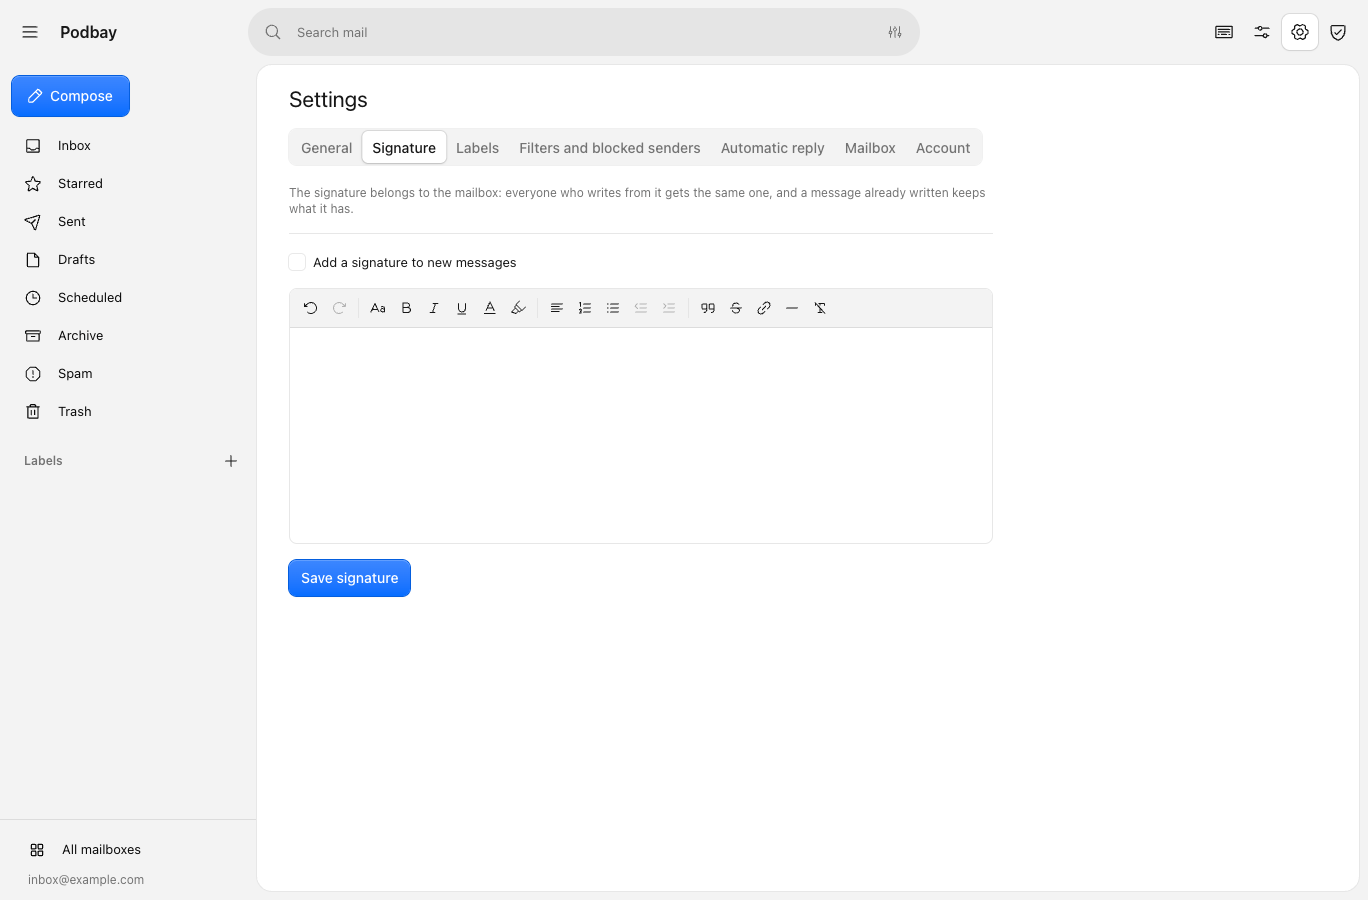 Podbay
Search mail
Compose
Inbox
Starred
Sent
Drafts
Scheduled
Archive
Spam
Trash
Labels
All mailboxes
inbox@example.com
Settings
General Signature Labels Filters and blocked senders Automatic reply Mailbox Account
The signature belongs to the mailbox: everyone who writes from it gets the same one, and a message already written keeps
what it has.
Add a signature to new messages
Aa B I U A
Save signature